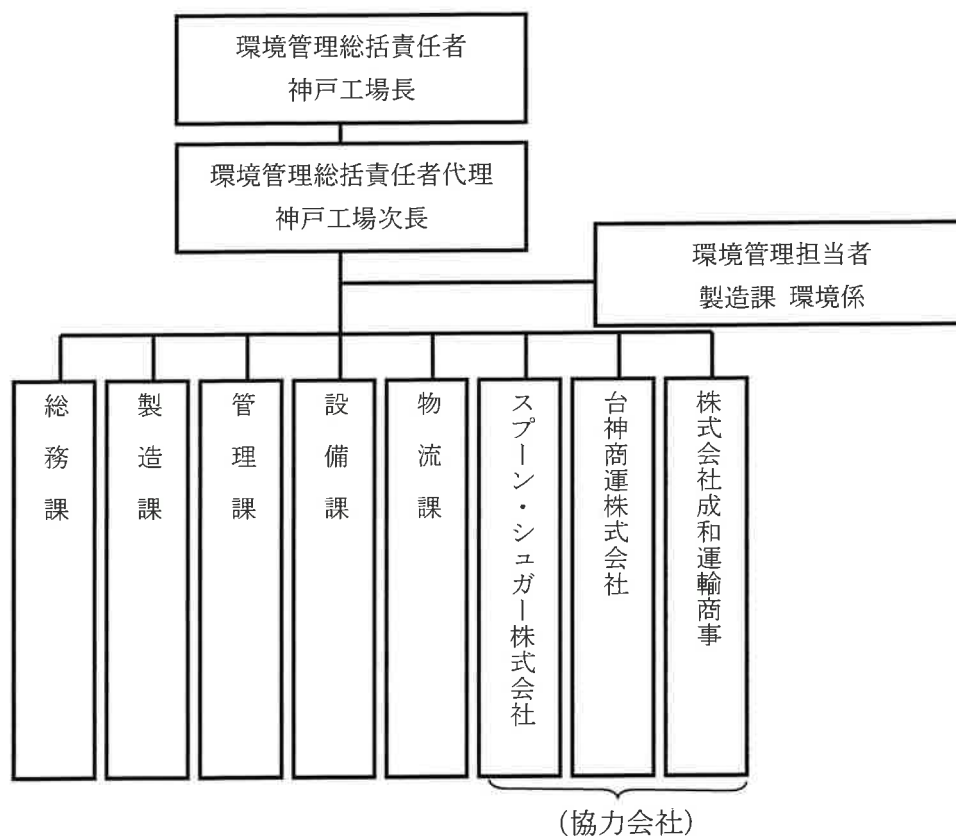 環境管理総括責任者
神戸工場長
環境管理総括責任者代理
神戸工場次長
環境管理担当者
製造課 環境係
総務課
製造課
管理課
設備課
物流課
スプーン・シュガー株式会社
台神商運株式会社
株式会社成和運輸商事
(協力会社)